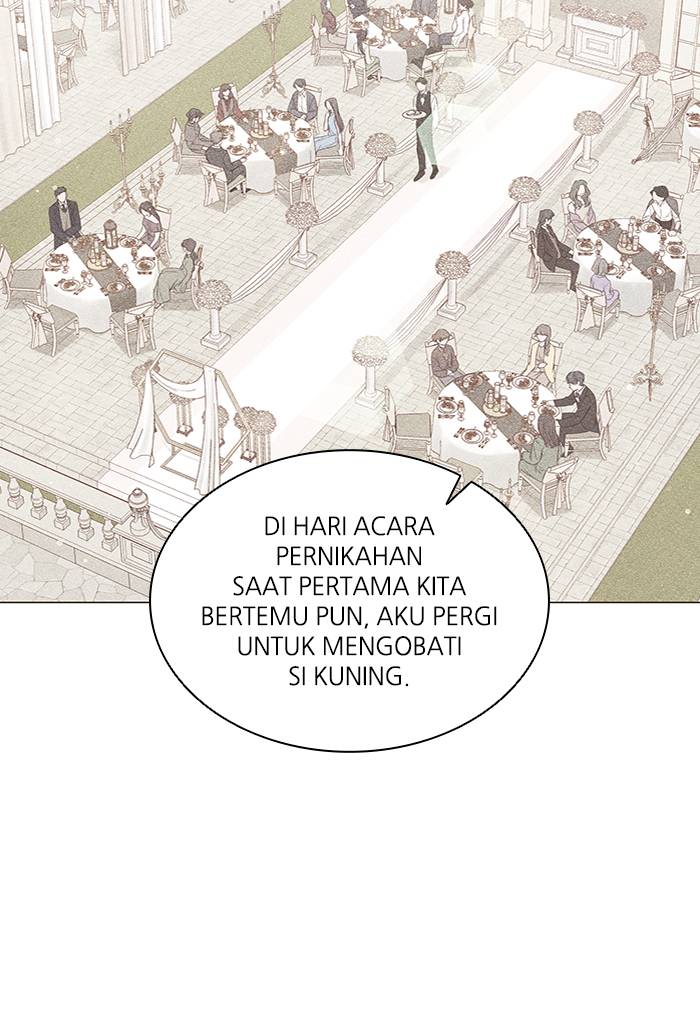 DI HARI ACARA
PERNIKAHAN
SAAT PERTAMA KITA
BERTEMU PUN, AKU PERGI
UNTUK MENGOBATI
SI KUNING.